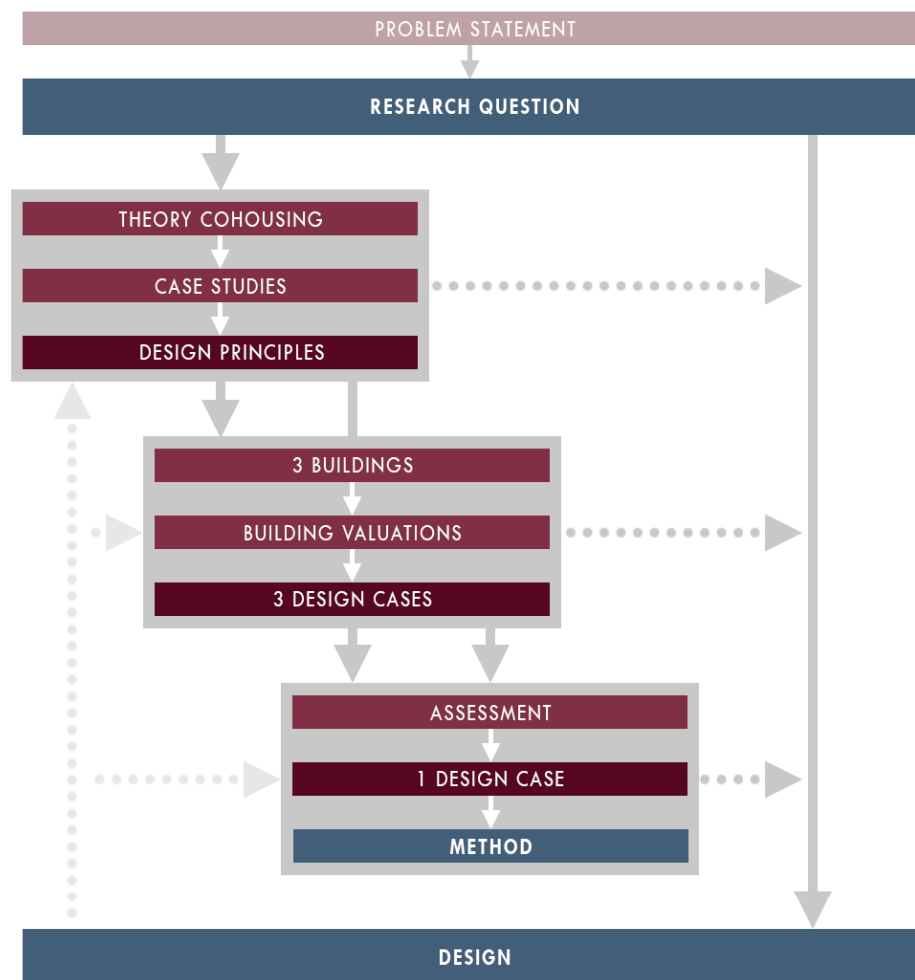 PROBLEM STATEMENT
RESEARCH QUESTION
THEORY COHOUSING
CASE STUDIES
DESIGN PRINCIPLES
3 BUILDINGS
BUILDING VALUATIONS
3 DESIGN CASES
ASSESSMENT
1 DESIGN CASE
METHOD
DESIGN